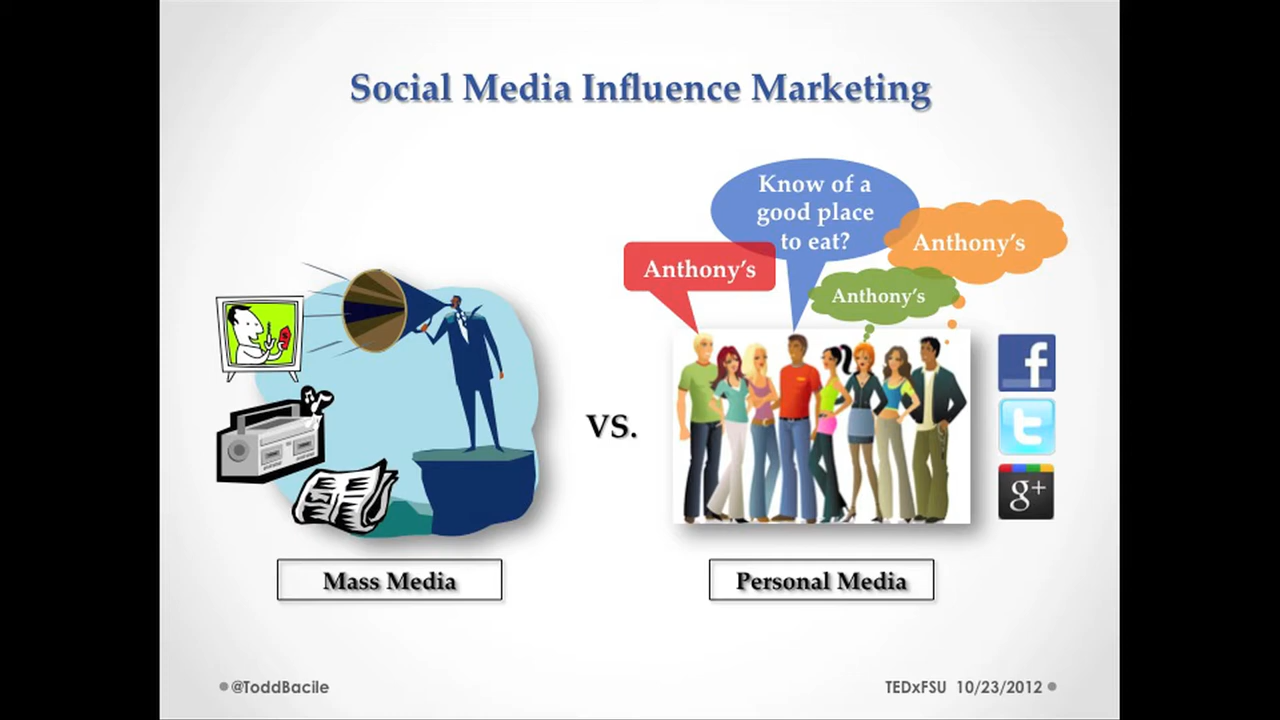 Social Media Influence Marketing
Know of a
good place
to eat?
Anthony's
Anthony's
Anthony's
vs.
f
t
g+
Mass Media
Personal Media
@ToddBacile
TEDxFSU 10/23/2012